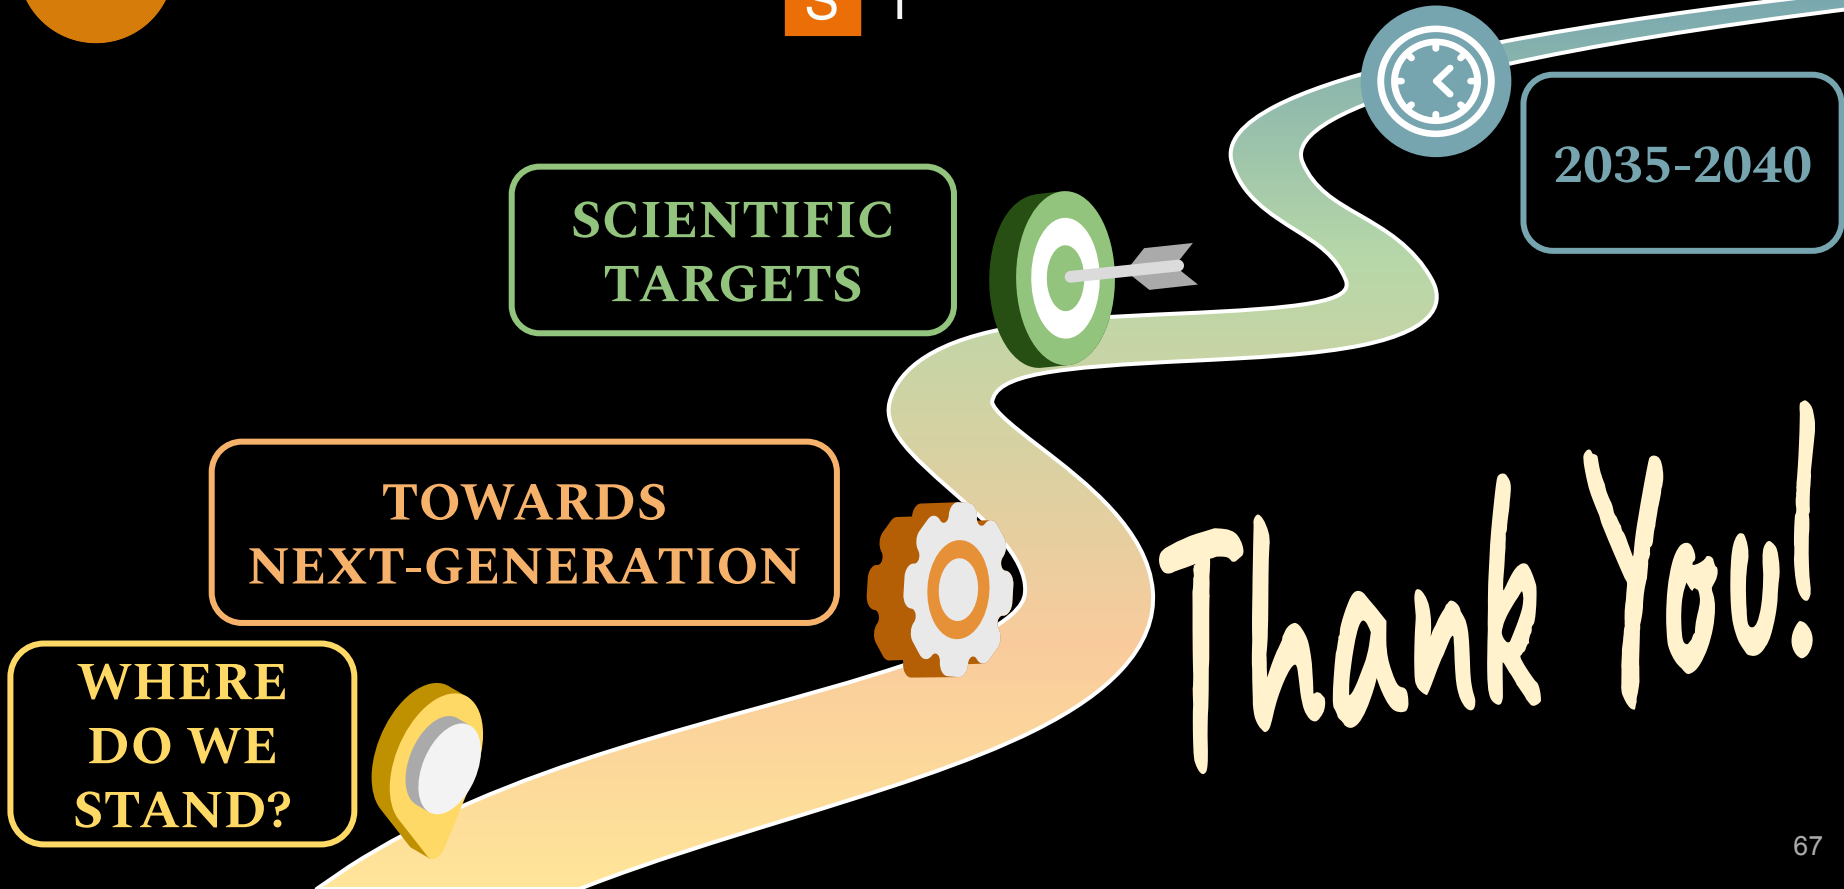 S
2035-2040
SCIENTIFIC
TARGETS
TOWARDS
NEXT-GENERATION
Thank You!
WHERE
DO WE
STAND?
67